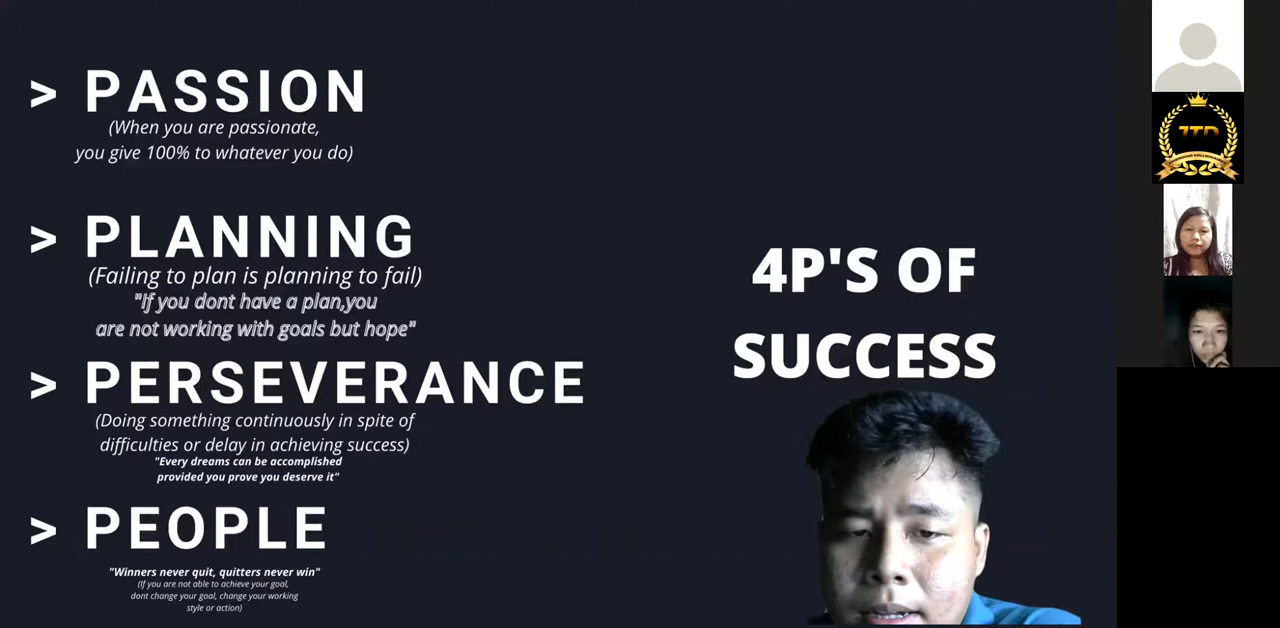 > PASSION
(When you are passionate,
you give 100% to whatever you do)
> PLANNING
(Failing to plan is planning to fail)
"If you dont have a plan,you
are not working with goals but hope"
> PERSEVERANCE
(Doing something continuously in spite of
difficulties or delay in achieving success)
"Every dreams can be accomplished
provided you prove you deserve it"
> PEOPLE
"Winners never quit, quitters never win"
(If you are not able to achieve your goal,
dont change your goal, change your working
style or action)
4P'S OF
SUCCESS